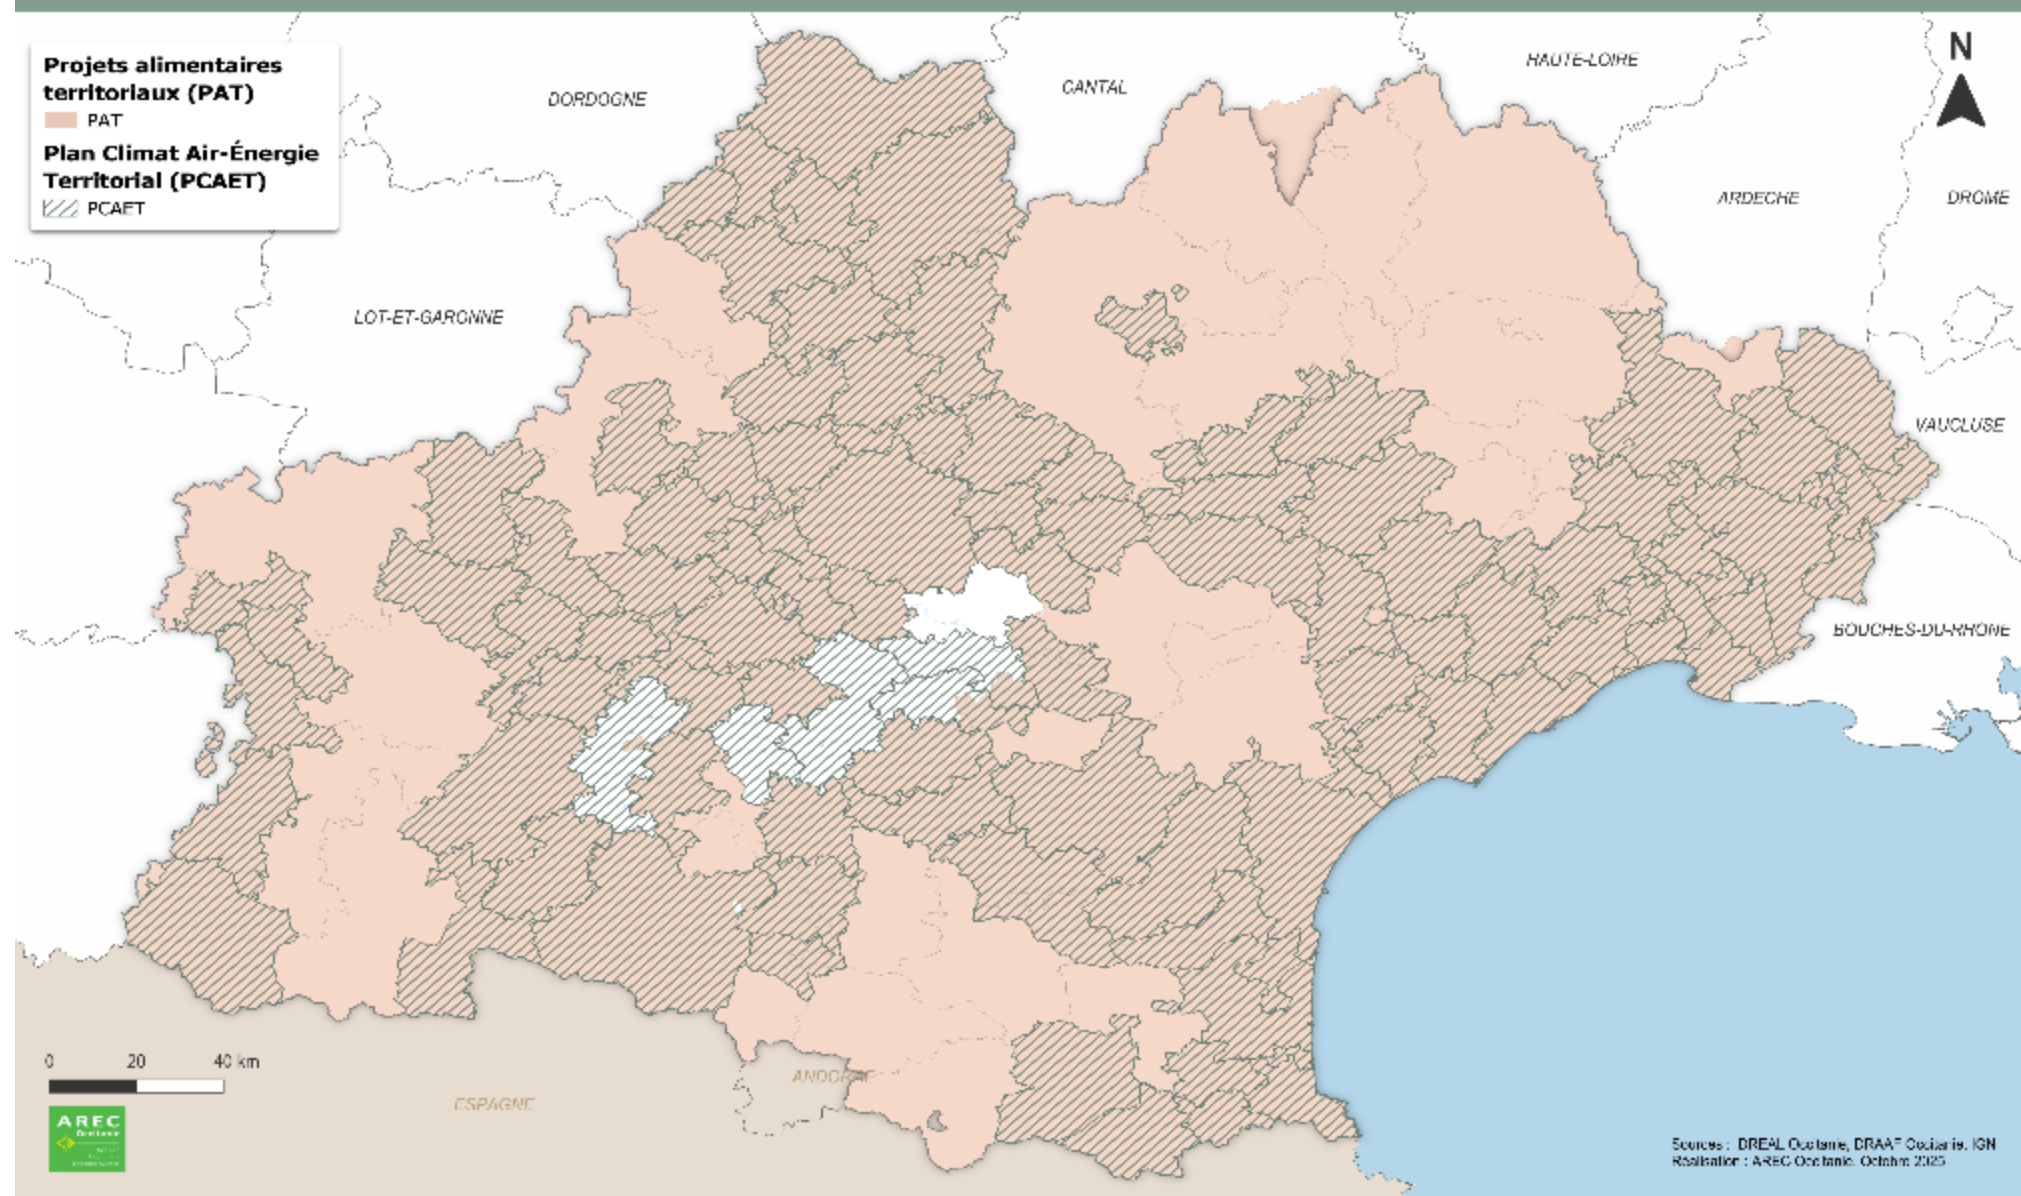 Projets alimentaires
territoriaux (PAT)
PAT
Plan Climat Air-Énergie
Territorial (PCAET)
PCAET
N
DORDOGNE
CANTAL
HAUTE-LOIRE
ARDECHE
DROME
LOT-ET-GARONNE
VAUCLUSE
BOUCHES-DU-RHONE
0 20 40 km
ANDORRE
ESPAGNE
AREC
Occitanie
Sources : DREAL Occitanie, DRAAF Occitanie, IGN
Réalisation : AREC Occitanie, Octobre 2025